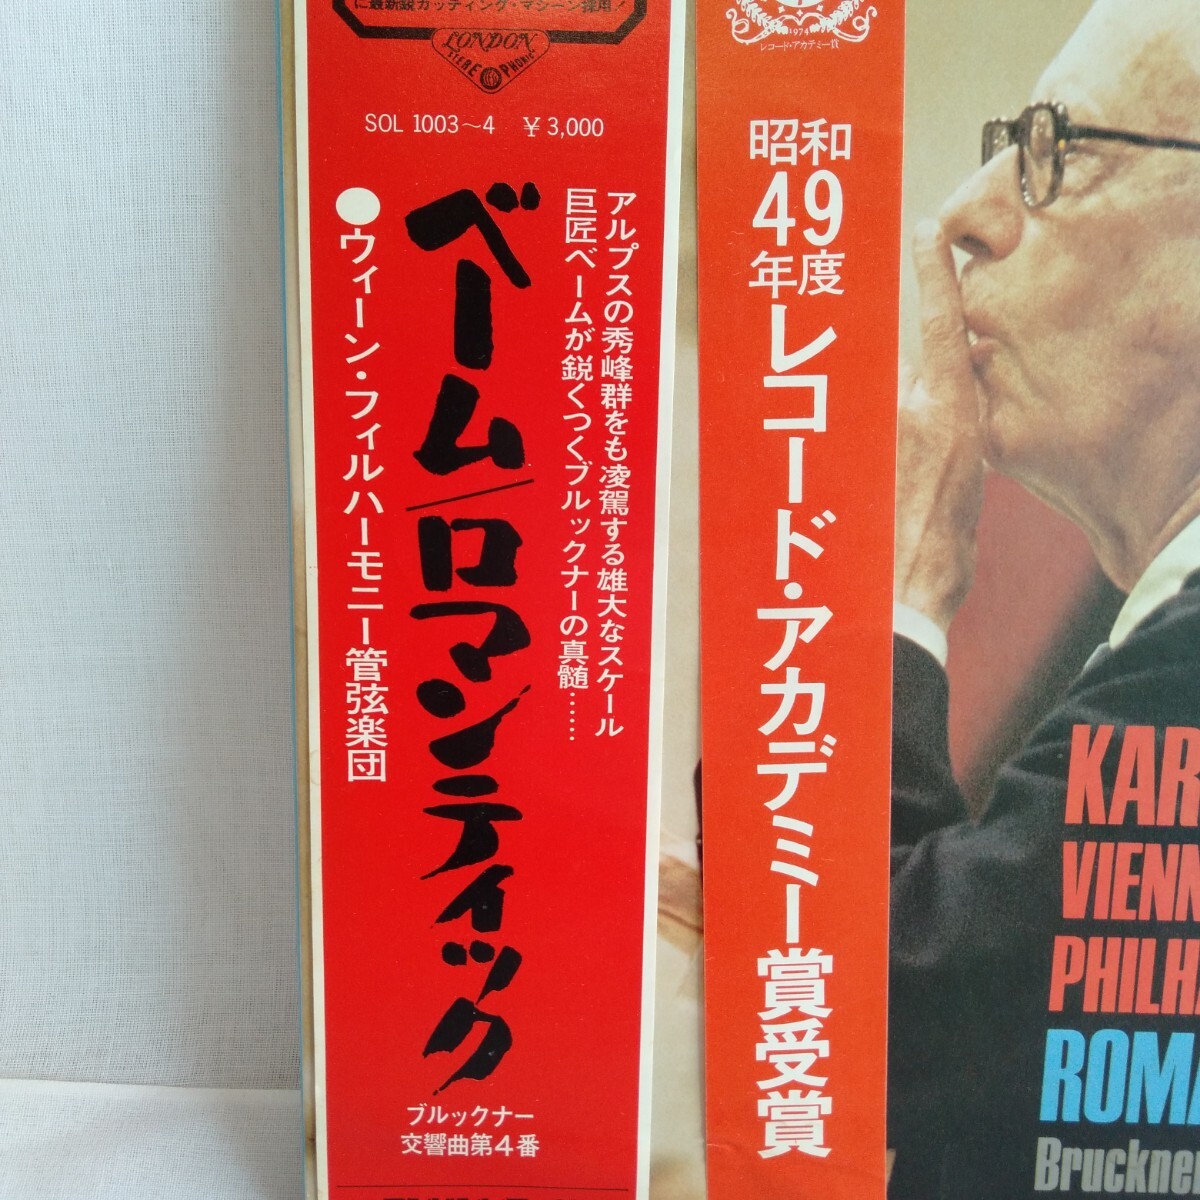 に最新鋭カッティング・マシーン採用!
LONDON
STEREOPHONIC
SOL 1003〜4 ¥3,000
アルプスの秀峰群をも凌駕する雄大なスケール
巨匠ベームが鋭くつくブルックナーの真髄……
ベーム/ロマンティック
●ウィーン・フィルハーモニー管弦楽団
ブルックナー
交響曲第4番
1974
レコード・アカデミー賞
昭和
49
年度
レコード・アカデミー賞受賞
KAR
VIENN
PHILH
ROMA
Bruckner